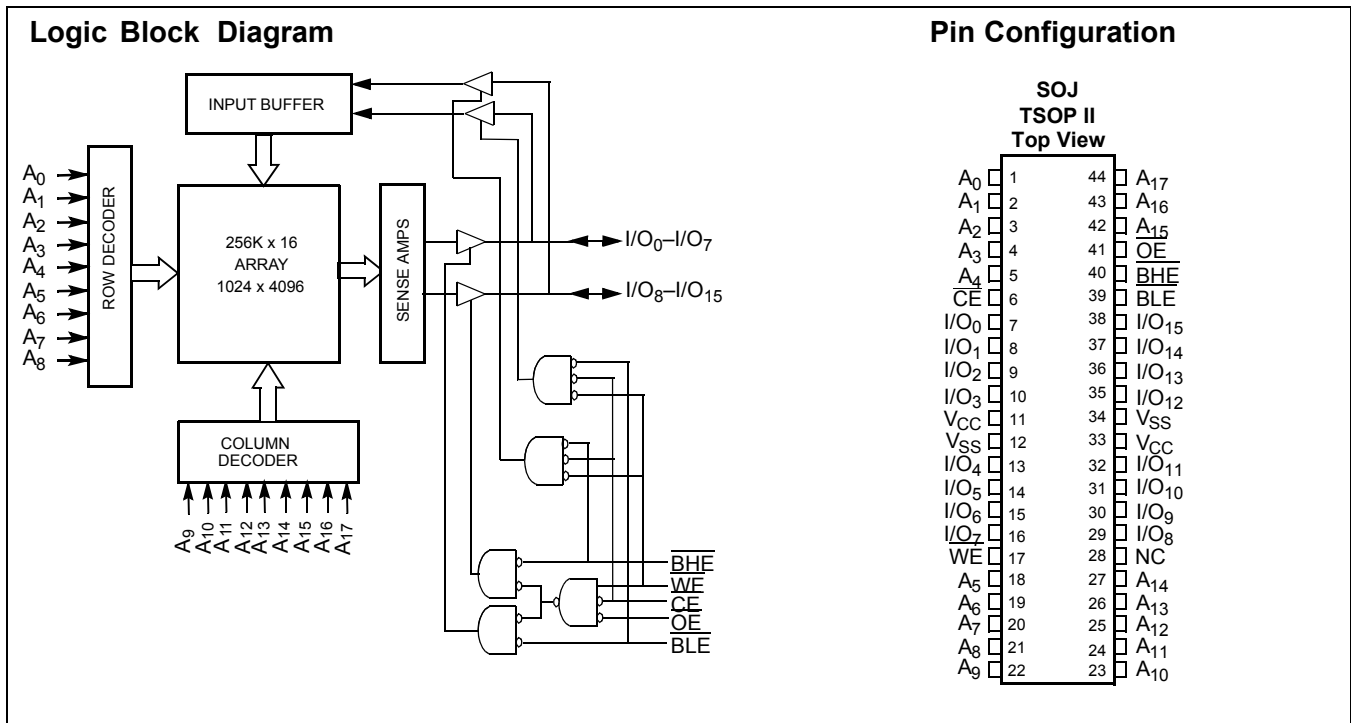 Logic Block Diagram
INPUT BUFFER
A0
A1
A2
A3
A4
A5
A6
A7
A8
ROW DECODER
256K x 16
ARRAY
1024 x 4096
SENSE AMPS
I/O0–I/O7
I/O8–I/O15
COLUMN
DECODER
A9
A10
A11
A12
A13
A14
A15
A16
A17
BHE
WE
CE
OE
BLE
Pin Configuration
SOJ
TSOP II
Top View
A0 1 44 A17
A1 2 43 A16
A2 3 42 A15
A3 4 41 OE
A4 5 40 BHE
CE 6 39 BLE
I/O0 7 38 I/O15
I/O1 8 37 I/O14
I/O2 9 36 I/O13
I/O3 10 35 I/O12
VCC 11 34 VSS
VSS 12 33 VCC
I/O4 13 32 I/O11
I/O5 14 31 I/O10
I/O6 15 30 I/O9
I/O7 16 29 I/O8
WE 17 28 NC
A5 18 27 A14
A6 19 26 A13
A7 20 25 A12
A8 21 24 A11
A9 22 23 A10